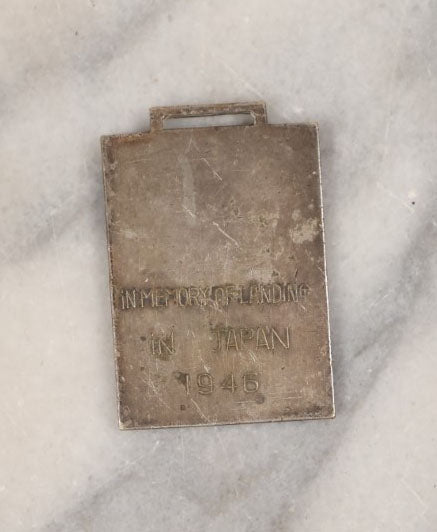 IN MEMORY OF LANDING
IN JAPAN
1946